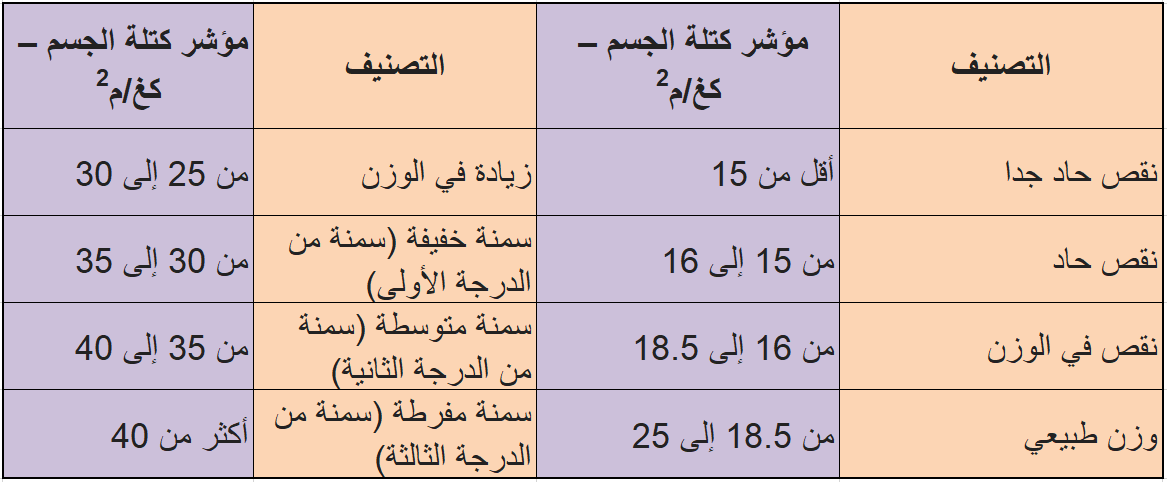 التصنيف
مؤشر كتلة الجسم –
كغ/م²
التصنيف
مؤشر كتلة الجسم –
كغ/م²
نقص حاد جدا
أقل من 15
زيادة في الوزن
من 25 إلى 30
نقص حاد
من 15 إلى 16
سمنة خفيفة (سمنة من
الدرجة الأولى)
من 30 إلى 35
نقص في الوزن
من 16 إلى 18.5
سمنة متوسطة (سمنة
من الدرجة الثانية)
من 35 إلى 40
وزن طبيعي
من 18.5 إلى 25
سمنة مفرطة (سمنة من
الدرجة الثالثة)
أكثر من 40